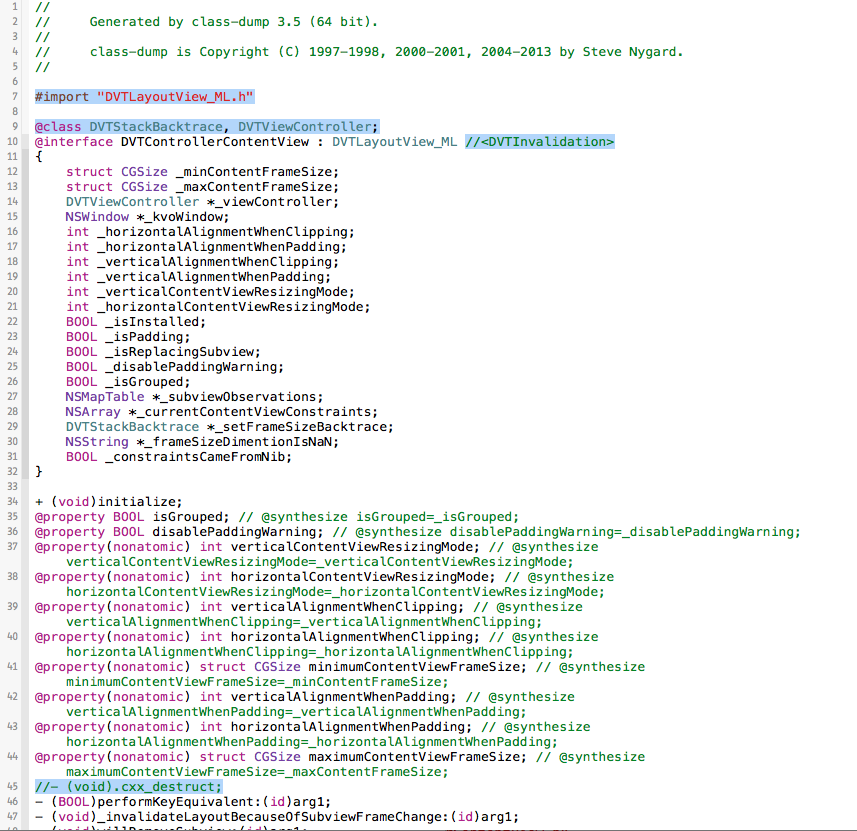 1 //
2 //     Generated by class-dump 3.5 (64 bit).
3 //
4 //     class-dump is Copyright (C) 1997-1998, 2000-2001, 2004-2013 by Steve Nygard.
5 //
6
7 #import "DVTLayoutView_ML.h"
8
9 @class DVTStackBacktrace, DVTViewController;
10 @interface DVTControllerContentView : DVTLayoutView_ML //<DVTInvalidation>
11 {
12     struct CGSize _minContentFrameSize;
13     struct CGSize _maxContentFrameSize;
14     DVTViewController *_viewController;
15     NSWindow *_kvoWindow;
16     int _horizontalAlignmentWhenClipping;
17     int _horizontalAlignmentWhenPadding;
18     int _verticalAlignmentWhenClipping;
19     int _verticalAlignmentWhenPadding;
20     int _verticalContentViewResizingMode;
21     int _horizontalContentViewResizingMode;
22     BOOL _isInstalled;
23     BOOL _isPadding;
24     BOOL _isReplacingSubview;
25     BOOL _disablePaddingWarning;
26     BOOL _isGrouped;
27     NSMapTable *_subviewObservations;
28     NSArray *_currentContentViewConstraints;
29     DVTStackBacktrace *_setFrameSizeBacktrace;
30     NSString *_frameSizeDimentionIsNaN;
31     BOOL _constraintsCameFromNib;
32 }
33
34 + (void)initialize;
35 @property BOOL isGrouped; // @synthesize isGrouped=_isGrouped;
36 @property BOOL disablePaddingWarning; // @synthesize disablePaddingWarning=_disablePaddingWarning;
37 @property(nonatomic) int verticalContentViewResizingMode; // @synthesize
verticalContentViewResizingMode=_verticalContentViewResizingMode;
38 @property(nonatomic) int horizontalContentViewResizingMode; // @synthesize
horizontalContentViewResizingMode=_horizontalContentViewResizingMode;
39 @property(nonatomic) int verticalAlignmentWhenClipping; // @synthesize
verticalAlignmentWhenClipping=_verticalAlignmentWhenClipping;
40 @property(nonatomic) int horizontalAlignmentWhenClipping; // @synthesize
horizontalAlignmentWhenClipping=_horizontalAlignmentWhenClipping;
41 @property(nonatomic) struct CGSize minimumContentViewFrameSize; // @synthesize
minimumContentViewFrameSize=_minContentFrameSize;
42 @property(nonatomic) int verticalAlignmentWhenPadding; // @synthesize
verticalAlignmentWhenPadding=_verticalAlignmentWhenPadding;
43 @property(nonatomic) int horizontalAlignmentWhenPadding; // @synthesize
horizontalAlignmentWhenPadding=_horizontalAlignmentWhenPadding;
44 @property(nonatomic) struct CGSize maximumContentViewFrameSize; // @synthesize
maximumContentViewFrameSize=_maxContentFrameSize;
45 //- (void).cxx_destruct;
46 - (BOOL)performKeyEquivalent:(id)arg1;
47 - (void)_invalidateLayoutBecauseOfSubviewFrameChange:(id)arg1;